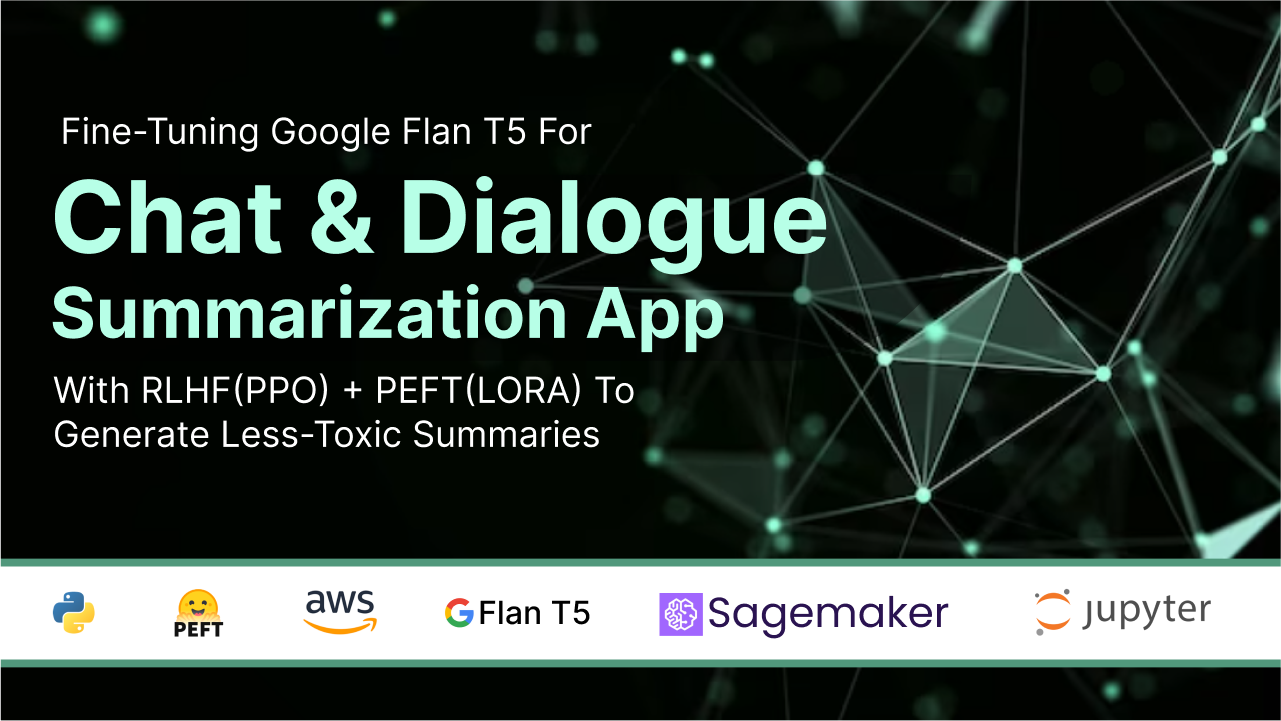 Fine-Tuning Google Flan T5 For
Chat & Dialogue
Summarization App
With RLHF(PPO) + PEFT(LORA) To
Generate Less-Toxic Summaries
PEFT
aws
Flan T5
Sagemaker
jupyter